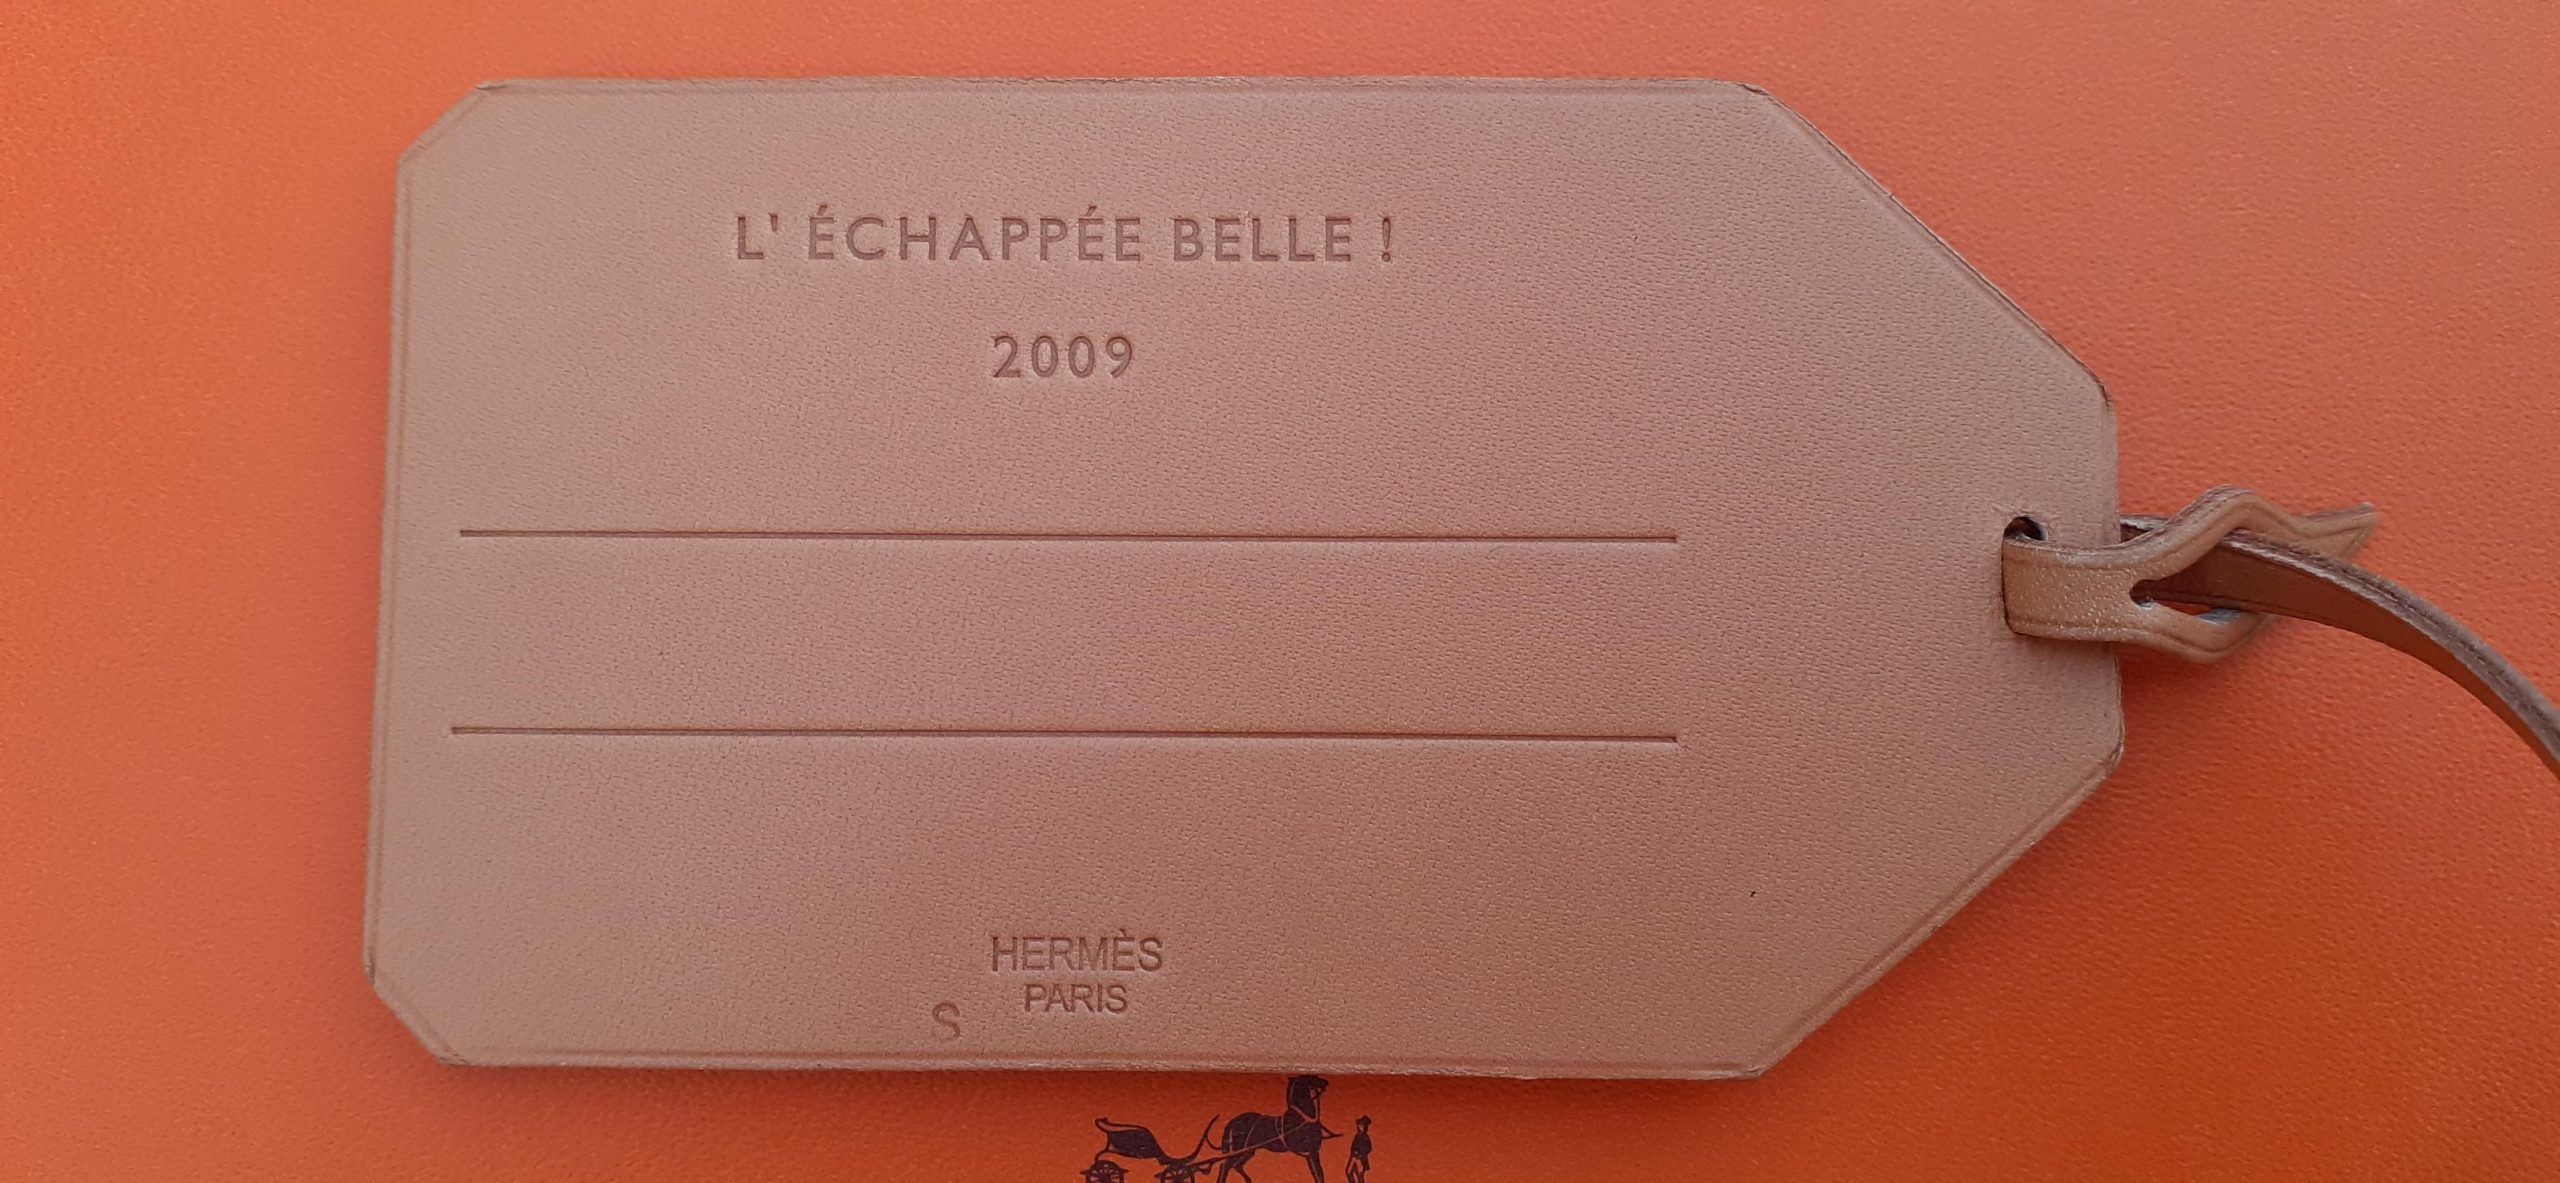 L' ÉCHAPPÉE BELLE !
2009
HERMÈS
PARIS
S